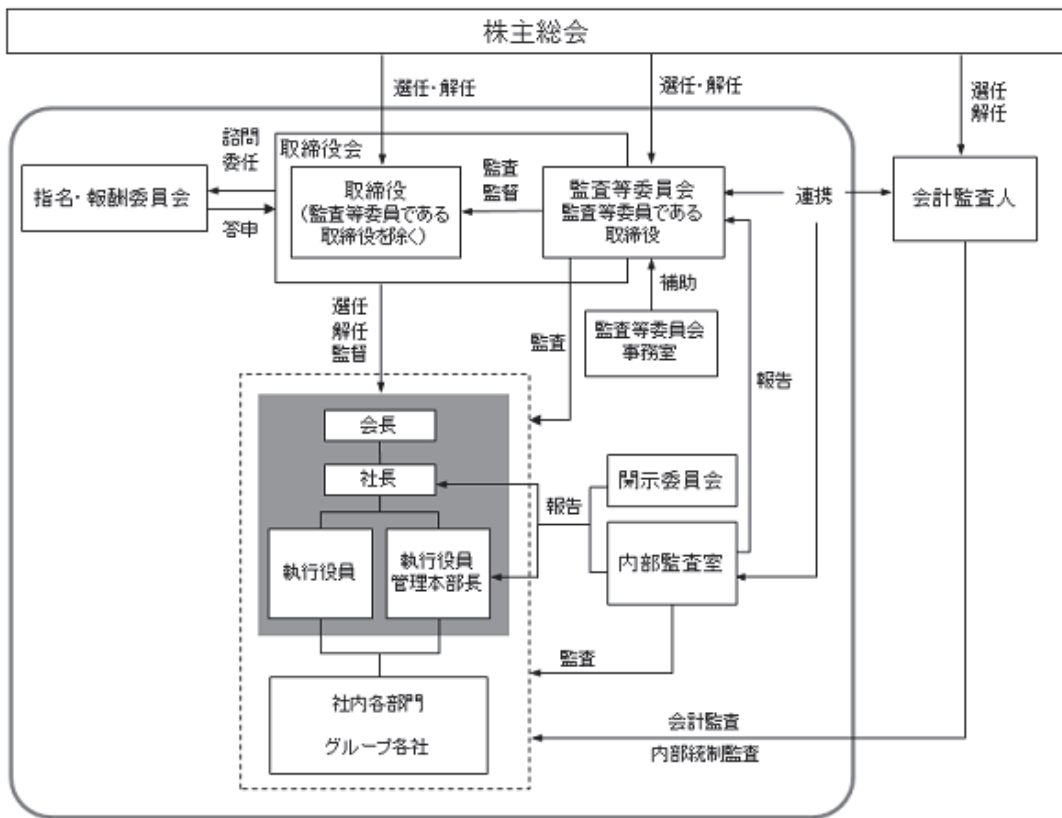 株主総会
選任・解任
選任・解任
選任
解任
諮問
委任
取締役会
指名・報酬委員会
答申
取締役
（監査等委員である
取締役を除く）
監査
監督
監査等委員会
監査等委員である
取締役
連携
会計監査人
選任
解任
監督
監査
補助
監査等委員会
事務室
報告
会長
社長
執行役員
執行役員
管理本部長
報告
開示委員会
内部監査室
監査
社内各部門
グループ各社
会計監査
内部統制監査